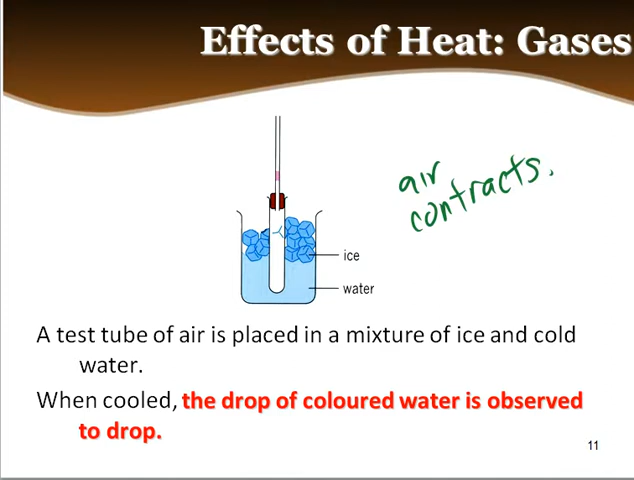 Effects of Heat: Gases
air
contracts.
ice
water
A test tube of air is placed in a mixture of ice and cold
water.
When cooled, the drop of coloured water is observed
to drop.
11